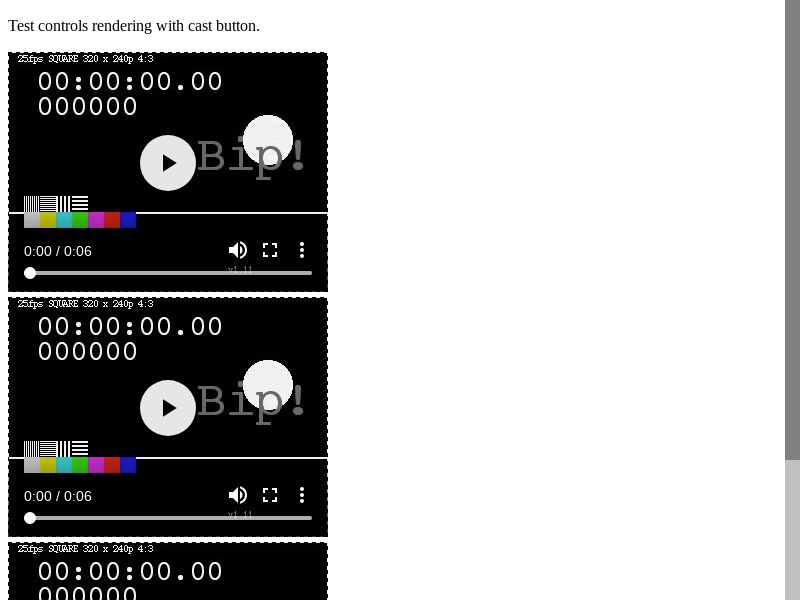 Test controls rendering with cast button.
25fps SQUARE 320 x 240p 4:3
00:00:00.00
000000
Bip!
0:00 / 0:06
v1.11
25fps SQUARE 320 x 240p 4:3
00:00:00.00
000000
Bip!
0:00 / 0:06
v1.11
25fps SQUARE 320 x 240p 4:3
00:00:00.00
000000